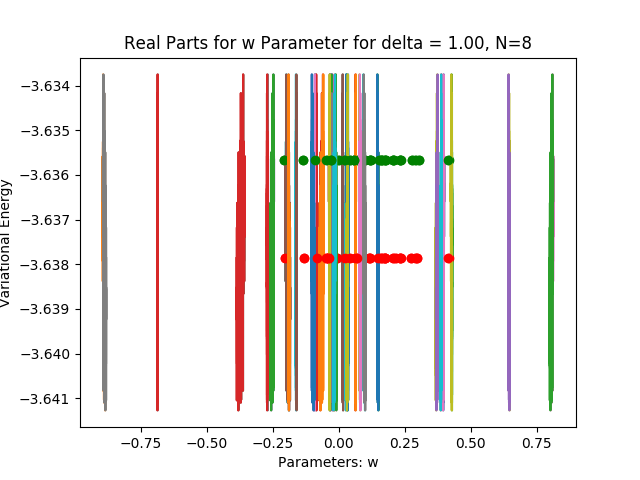 Real Parts for w Parameter for delta = 1.00, N=8
Variational Energy
−3.634
−3.635
−3.636
−3.637
−3.638
−3.639
−3.640
−3.641
−0.75 −0.50 −0.25 0.00 0.25 0.50 0.75
Parameters: w